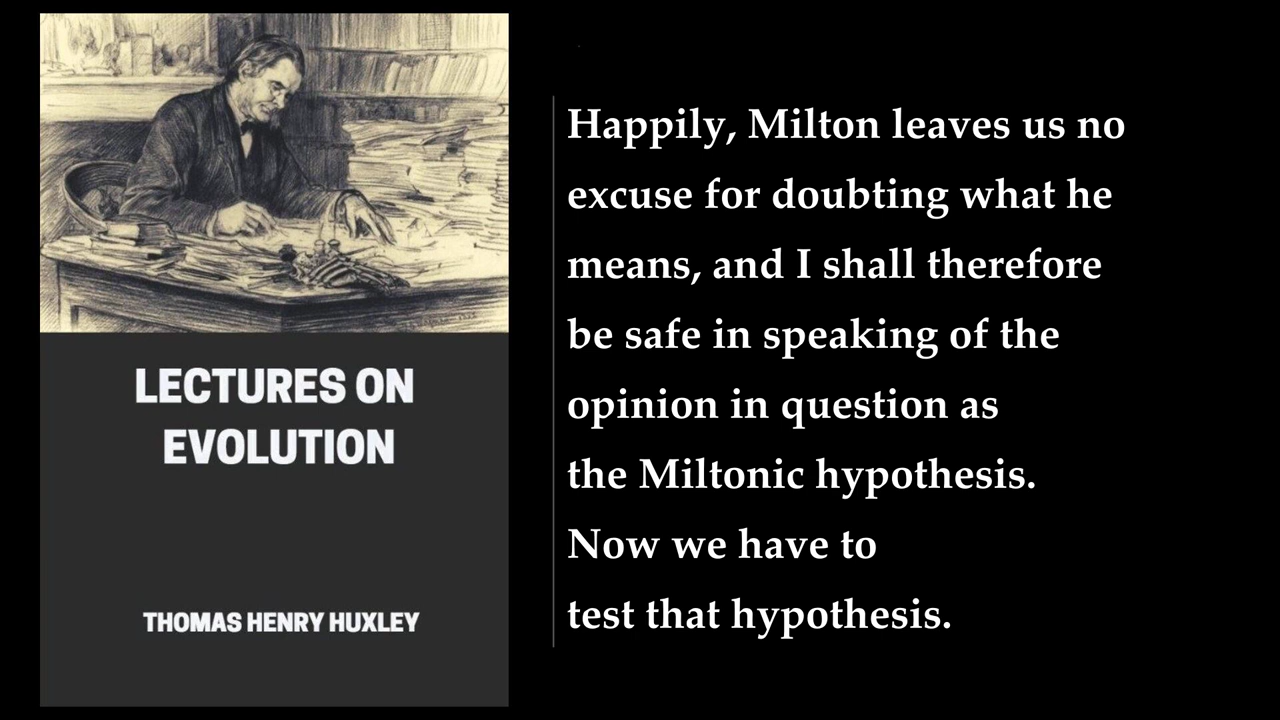 LECTURES ON
EVOLUTION
THOMAS HENRY HUXLEY
Happily, Milton leaves us no
excuse for doubting what he
means, and I shall therefore
be safe in speaking of the
opinion in question as
the Miltonic hypothesis.
Now we have to
test that hypothesis.